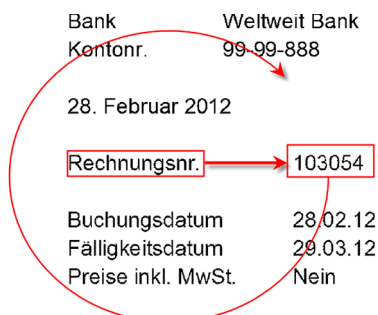 Bank Weltweit Bank
Kontonr. 99-99-888
28. Februar 2012
Rechnungsnr. 103054
Buchungsdatum 28.02.12
Fälligkeitsdatum 29.03.12
Preise inkl. MwSt. Nein